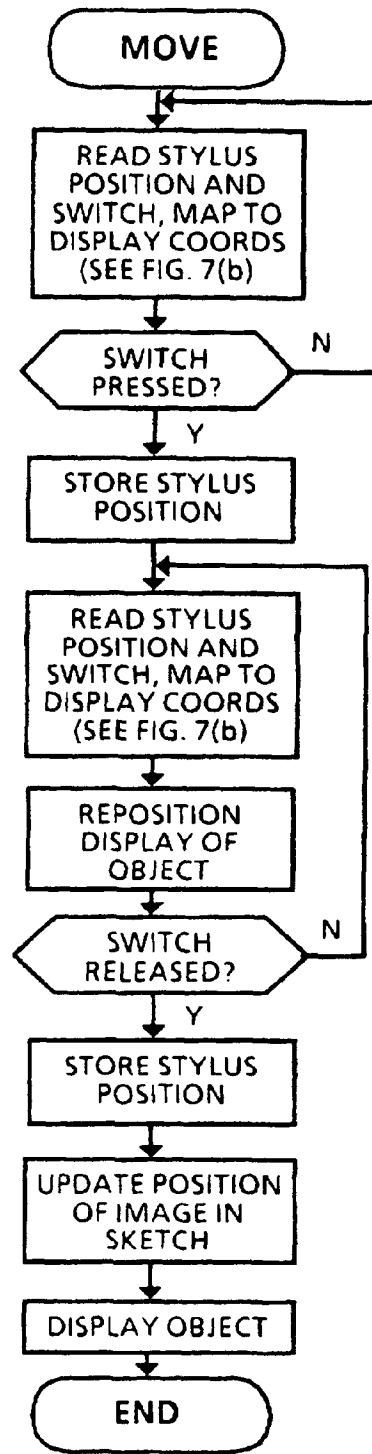 MOVE
READ STYLUS
POSITION AND
SWITCH, MAP TO
DISPLAY COORDS
(SEE FIG. 7(b)
SWITCH
PRESSED?
N
Y
STORE STYLUS
POSITION
READ STYLUS
POSITION AND
SWITCH, MAP TO
DISPLAY COORDS
(SEE FIG. 7(b)
REPOSITION
DISPLAY OF
OBJECT
SWITCH
RELEASED?
N
Y
STORE STYLUS
POSITION
UPDATE POSITION
OF IMAGE IN
SKETCH
DISPLAY OBJECT
END